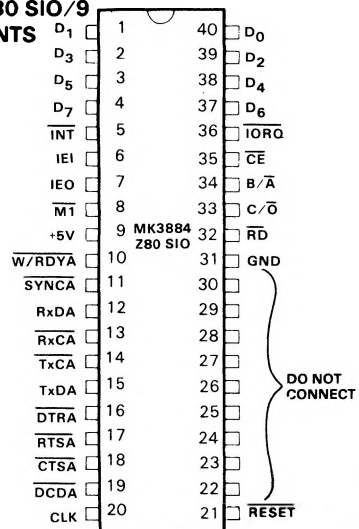 80 SIO/9
NTS
D1 1 40 D0
D3 2 39 D2
D5 3 38 D4
D7 4 37 D6
INT 5 36 IORQ
IEI 6 35 CE
IEO 7 34 B/A
M1 8 33 C/D
+5V 9 MK3884 32 RD
Z80 SIO
W/RDYA 10 31 GND
SYNCA 11 30
RxDA 12 29
RxCA 13 28
TxCA 14 27
TxDA 15 26 DO NOT
CONNECT
DTRA 16 25
RTSA 17 24
CTSA 18 23
DCDA 19 22
CLK 20 21 RESET